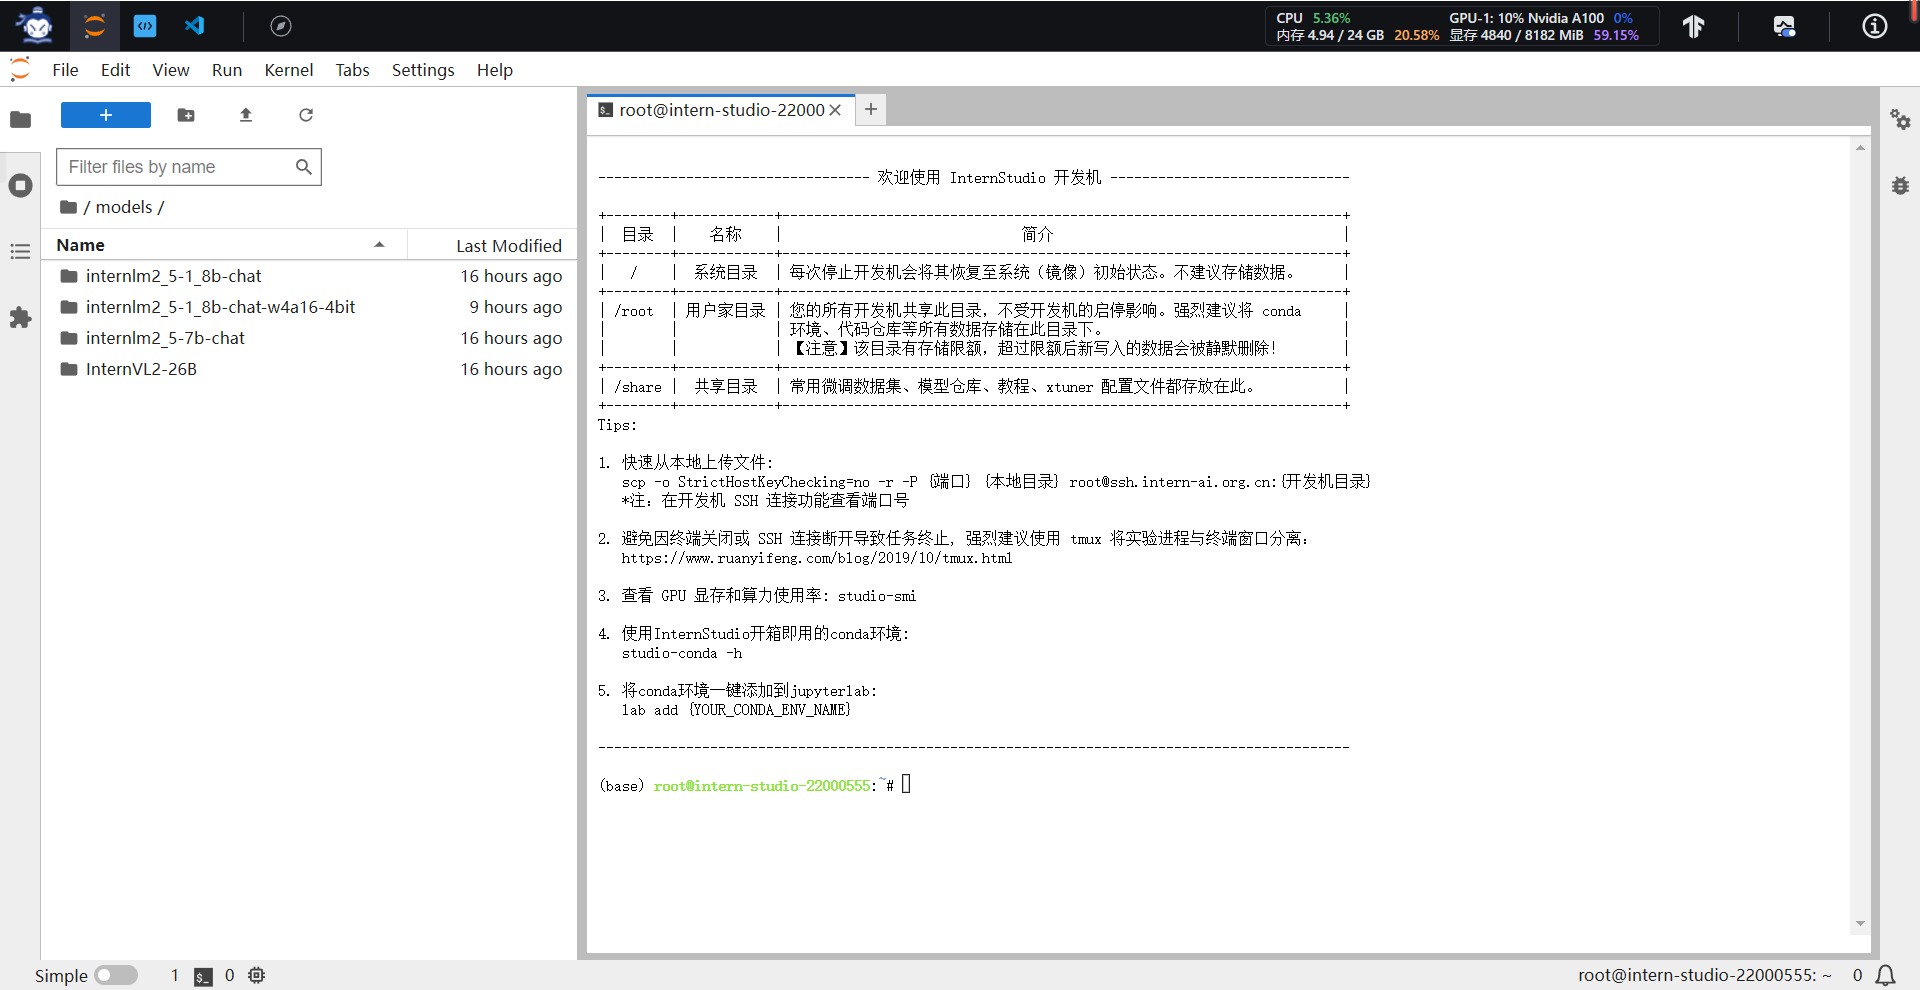 CPU 5.36% GPU-1: 10% Nvidia A100 0%
内存 4.94 / 24 GB 20.58% 显存 4840 / 8182 MiB 59.15%
File Edit View Run Kernel Tabs Settings Help
root@intern-studio-22000
Filter files by name
/ models /
Name Last Modified
internlm2_5-1_8b-chat 16 hours ago
internlm2_5-1_8b-chat-w4a16-4bit 9 hours ago
internlm2_5-7b-chat 16 hours ago
InternVL2-26B 16 hours ago
---------------------------------- 欢迎使用 InternStudio 开发机 ------------------------------
+---------+------------+----------------------------------------------------------------------+
| 目录 | 名称 | 简介 |
+---------+------------+----------------------------------------------------------------------+
| / | 系统目录 | 每次停止开发机会将其恢复至系统（镜像）初始状态。不建议存储数据。 |
+---------+------------+----------------------------------------------------------------------+
| /root | 用户家目录 | 您的所有开发机共享此目录，不受开发机的启停影响。强烈建议将 conda |
| | | 环境、代码仓库等所有数据存储在此目录下。 |
| | | 【注意】该目录有存储限额，超过限额后新写入的数据会被静默删除！ |
+---------+------------+----------------------------------------------------------------------+
| /share | 共享目录 | 常用微调数据集、模型仓库、教程、xtuner 配置文件都存放在此。 |
+---------+------------+----------------------------------------------------------------------+
Tips:
1. 快速从本地上传文件：
scp -o StrictHostKeyChecking=no -r -P {端口} {本地目录} root@ssh.intern-ai.org.cn:{开发机目录}
*注：在开发机 SSH 连接功能查看端口号
2. 避免因终端关闭或 SSH 连接断开导致任务终止, 强烈建议使用 tmux 将实验进程与终端窗口分离：
https://www.ruanyifeng.com/blog/2019/10/tmux.html
3. 查看 GPU 显存和算力使用率: studio-smi
4. 使用InternStudio开箱即用的conda环境：
studio-conda -h
5. 将conda环境一键添加到jupyterlab:
lab add {YOUR_CONDA_ENV_NAME}
----------------------------------------------------------------------------------------------
(base) root@intern-studio-22000555:~#
Simple 1 0 root@intern-studio-22000555: ~ 0